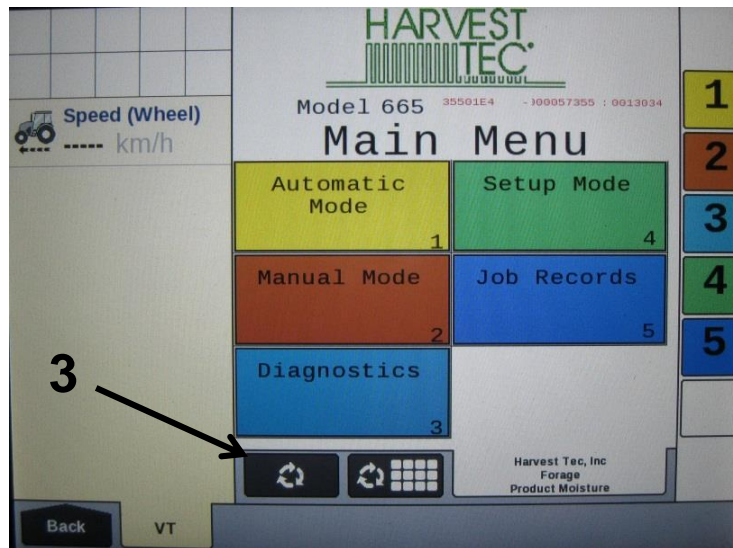 HARVEST
TEC
Model 665 35501E4 -)00057355 : 0013034
Main Menu
Speed (Wheel)
----- km/h
Automatic
Mode
1
Setup Mode
4
Manual Mode
2
Job Records
5
Diagnostics
3
1
2
3
4
5
3
Harvest Tec, Inc
Forage
Product Moisture
Back
VT